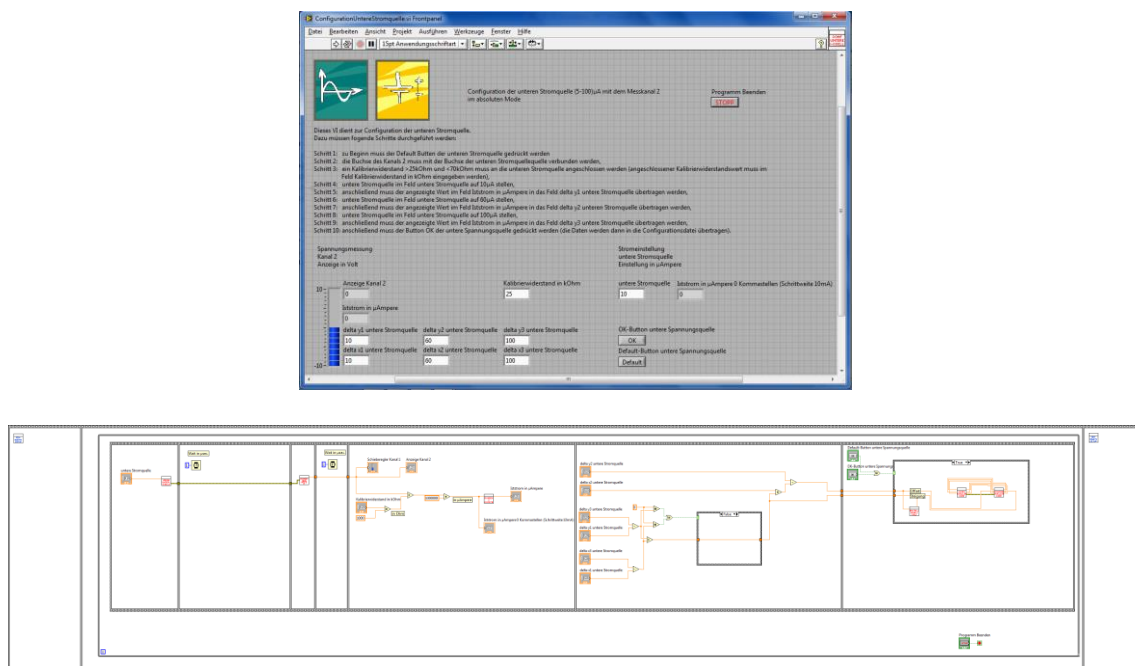 ConfigurationUntereStromquelle.vi Frontpanel
Datei Bearbeiten Ansicht Projekt Ausführen Werkzeuge Fenster Hilfe
15pt Anwendungsschriftart
Configuration der unteren Stromquelle (5-100)µA mit dem Messkanal 2
im absoluten Mode
Programm Beenden
STOPP
Dieses VI dient zur Configuration der unteren Stromquelle.
Dazu müssen fogende Schritte durchgeführt werden:
Schritt 1: zu Beginn muss der Default Button der unteren Stromquelle gedrückt werden
Schritt 2: die Buchse des Kanals 2 muss mit der Buchse der unteren Stromquellequelle verbunden werden,
Schritt 3: ein Kalibrierwiderstand >25kOhm und <70kOhm muss an die untere Stromquelle angeschlossen werden (angeschlossener Kalibrierwiderstandswert muss im
Feld Kalibrierwiderstand in kOhm eingegeben werden),
Schritt 4: untere Stromquelle im Feld untere Stromquelle auf 10µA stellen,
Schritt 5: anschließend muss der angezeigte Wert im Feld Iststrom in µAmpere in das Feld delta y1 untere Stromquelle übertragen werden,
Schritt 6: untere Stromquelle im Feld untere Stromquelle auf 60µA stellen,
Schritt 7: anschließend muss der angezeigte Wert im Feld Iststrom in µAmpere in das Feld delta y2 unteren Stromquelle übertragen werden,
Schritt 8: untere Stromquelle im Feld untere Stromquelle auf 100µA stellen,
Schritt 9: anschließend muss der angezeigte Wert im Feld Iststrom in µAmpere in das Feld delta y3 untere Stromquelle übertragen werden,
Schritt 10: anschließend muss der Button OK der untere Spannungsquelle gedrückt werden (die Daten werden dann in die Configurationsdatei übertragen).
Spannungsmessung
Kanal 2
Anzeige in Volt
Stromeinstellung
untere Stromquelle
Einstellung in µAmpere
Anzeige Kanal 2
Kalibrierwiderstand in kOhm
untere Stromquelle
Iststrom in µAmpere 0 Kommastellen (Schrittweite 10mA)
10
0
25
10
0
Iststrom in µAmpere
0
delta y1 untere Stromquelle
delta y2 untere Stromquelle
delta y3 untere Stromquelle
OK-Button untere Spannungsquelle
10
60
100
OK
delta x1 untere Stromquelle
delta x2 untere Stromquelle
delta x3 untere Stromquelle
Default-Button untere Spannungsquelle
-10
10
60
100
Default
Default-Button untere Spannungsquelle
Schieberegler Kanal 2
Anzeige Kanal 2
untere Stromquelle
delta y2 untere Stromquelle
OK-Button untere Spannung
True
delta x2 untere Stromquelle
Kalibrierwiderstand in kOhm
in µAmpere
Iststrom in µAmpere
in Ohm
delta y3 untere Stromquelle
False
delta y1 untere Stromquelle
delta x3 untere Stromquelle
delta x1 untere Stromquelle
Programm Beenden